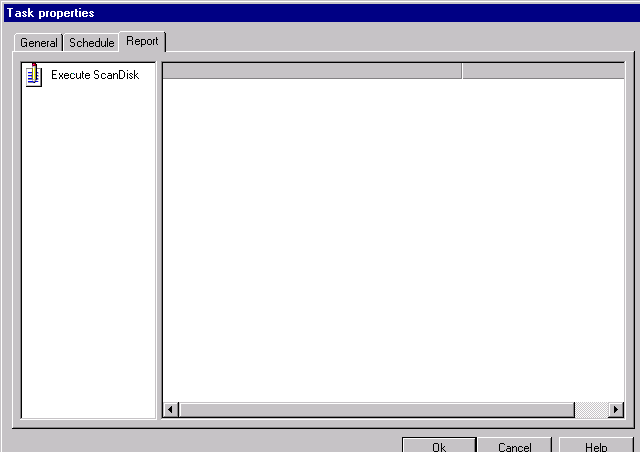 Task properties
General Schedule Report
Execute ScanDisk
Ok Cancel Help